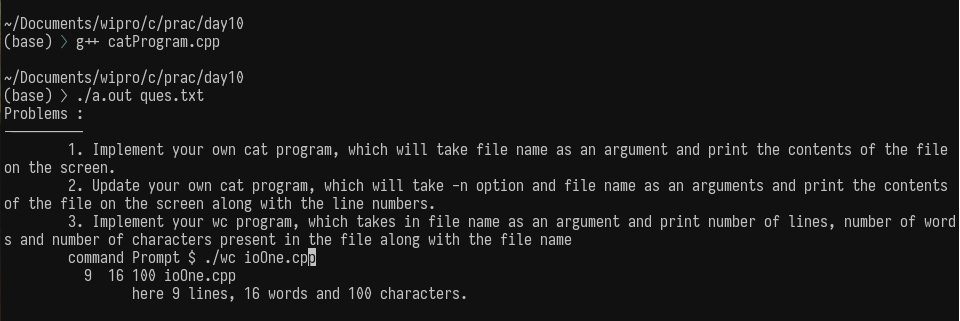 ~/Documents/wipro/c/prac/day10
(base) > g++ catProgram.cpp
~/Documents/wipro/c/prac/day10
(base) > ./a.out ques.txt
Problems :
----------
1. Implement your own cat program, which will take file name as an argument and print the contents of the file
on the screen.
2. Update your own cat program, which will take -n option and file name as an arguments and print the contents
of the file on the screen along with the line numbers.
3. Implement your wc program, which takes in file name as an argument and print number of lines, number of word
s and number of characters present in the file along with the file name
command Prompt $ ./wc ioOne.cpp
9 16 100 ioOne.cpp
here 9 lines, 16 words and 100 characters.